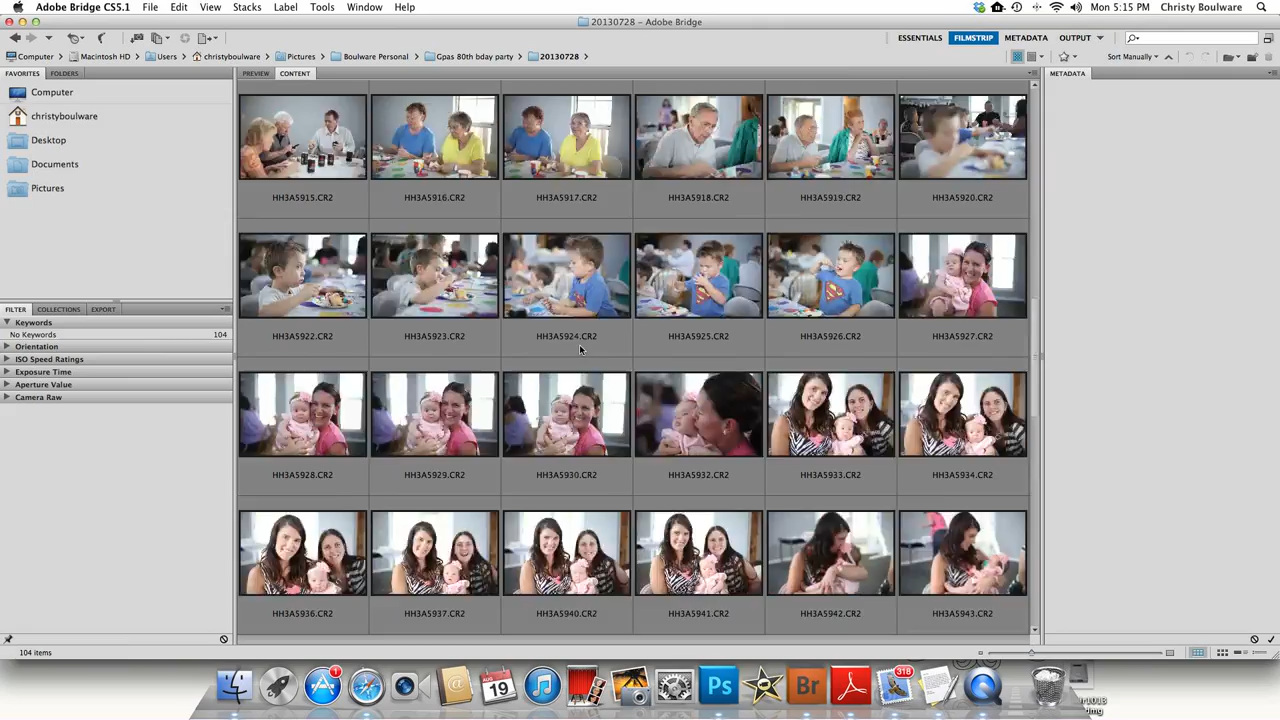 Adobe Bridge CS5.1 File Edit View Stacks Label Tools Window Help Mon 5:15 PM Christy Boulware
20130728 – Adobe Bridge
ESSENTIALS FILMSTRIP METADATA OUTPUT
Computer Macintosh HD Users christyboulware Pictures Boulware Personal Gpas 80th bday party 20130728 Sort Manually
FAVORITES FOLDERS PREVIEW CONTENT METADATA
Computer
christyboulware
Desktop
Documents
Pictures
HH3A5915.CR2 HH3A5916.CR2 HH3A5917.CR2 HH3A5918.CR2 HH3A5919.CR2 HH3A5920.CR2
HH3A5922.CR2 HH3A5923.CR2 HH3A5924.CR2 HH3A5925.CR2 HH3A5926.CR2 HH3A5927.CR2
FILTER COLLECTIONS EXPORT
Keywords
No Keywords 104
Orientation
ISO Speed Ratings
Exposure Time
Aperture Value
Camera Raw
HH3A5928.CR2 HH3A5929.CR2 HH3A5930.CR2 HH3A5932.CR2 HH3A5933.CR2 HH3A5934.CR2
HH3A5936.CR2 HH3A5937.CR2 HH3A5940.CR2 HH3A5941.CR2 HH3A5942.CR2 HH3A5943.CR2
104 items
1
AUG
19
Ps
Br
318